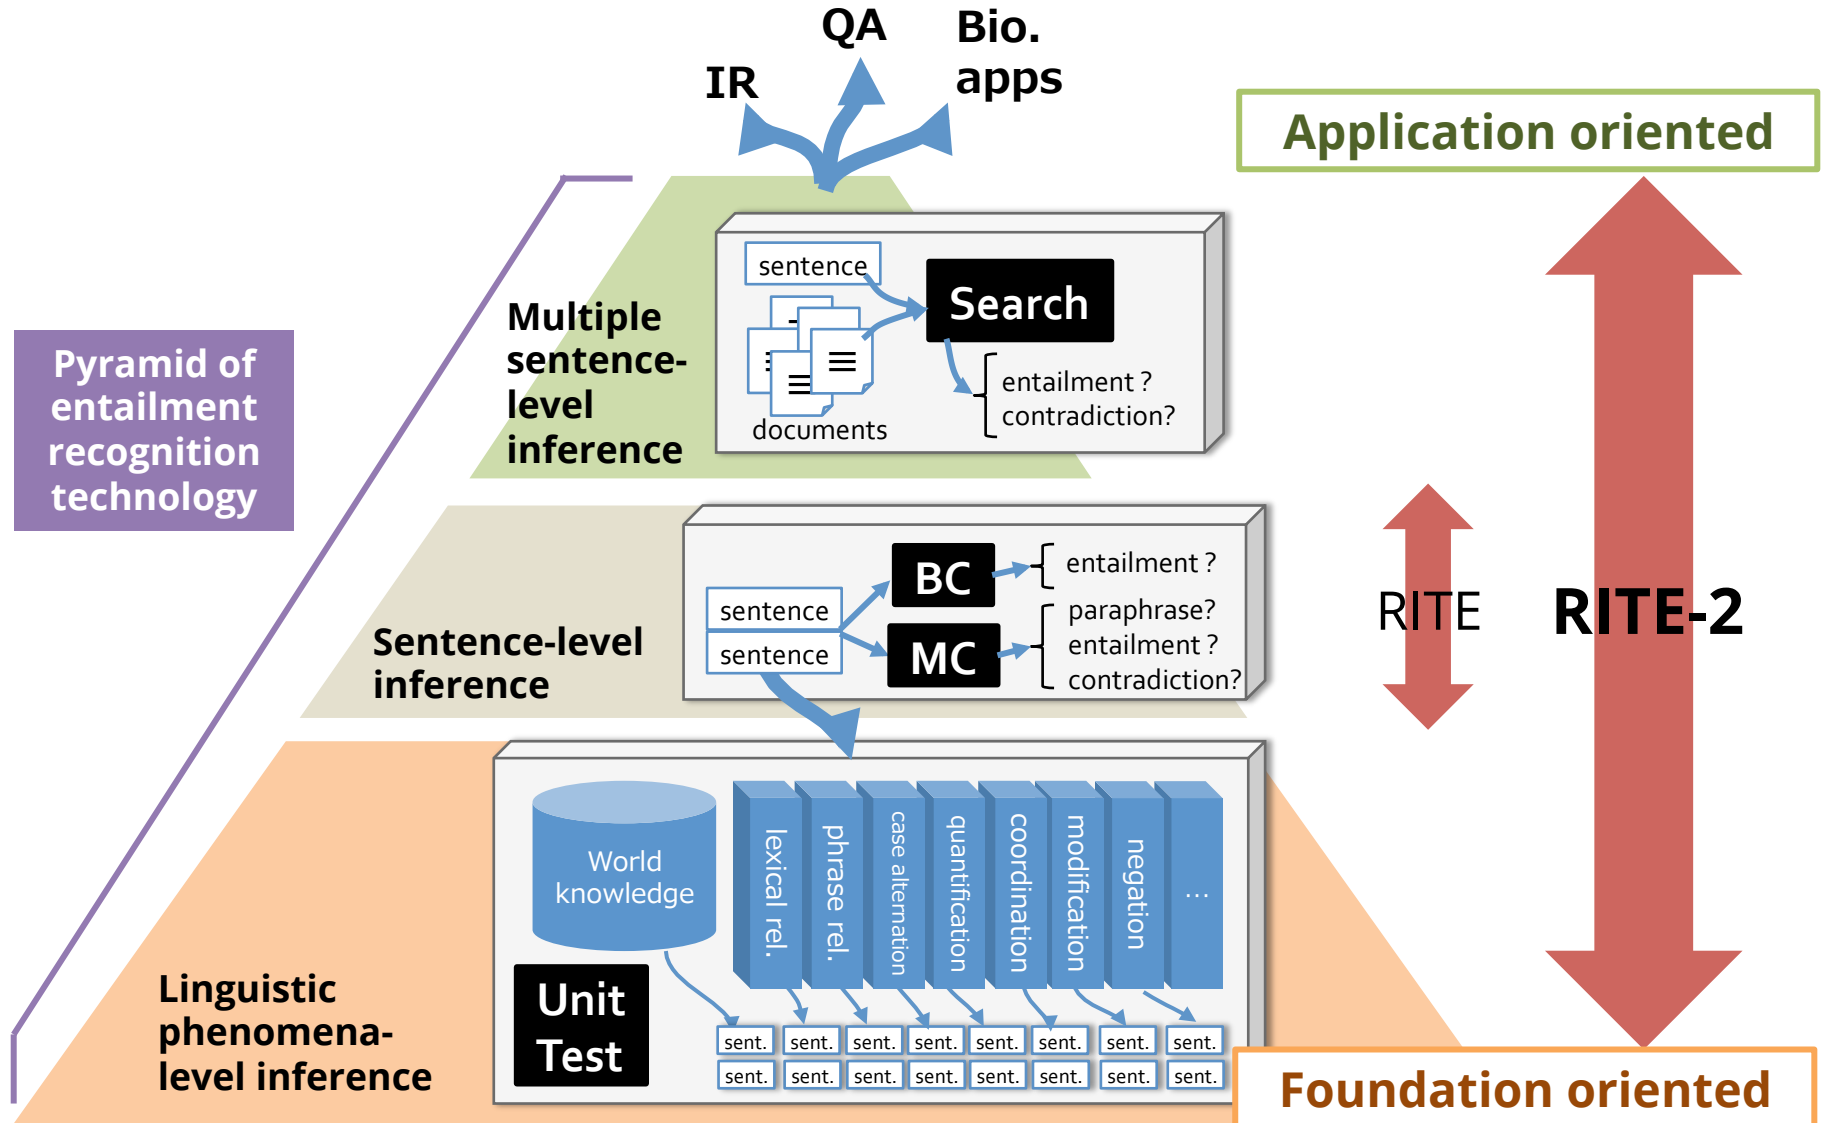 QA
Bio.
apps
IR
Application oriented
sentence
Search
Multiple
sentence-
level
inference
entailment ?
contradiction?
documents
Pyramid of
entailment
recognition
technology
BC
entailment ?
sentence
sentence
MC
paraphrase?
entailment ?
contradiction?
Sentence-level
inference
RITE
RITE-2
World
knowledge
lexical rel.
phrase rel.
case alternation
quantification
coordination
modification
negation
...
Linguistic
phenomena-
level inference
Unit
Test
sent. sent. sent. sent. sent. sent. sent. sent.
sent. sent. sent. sent. sent. sent. sent. sent.
Foundation oriented